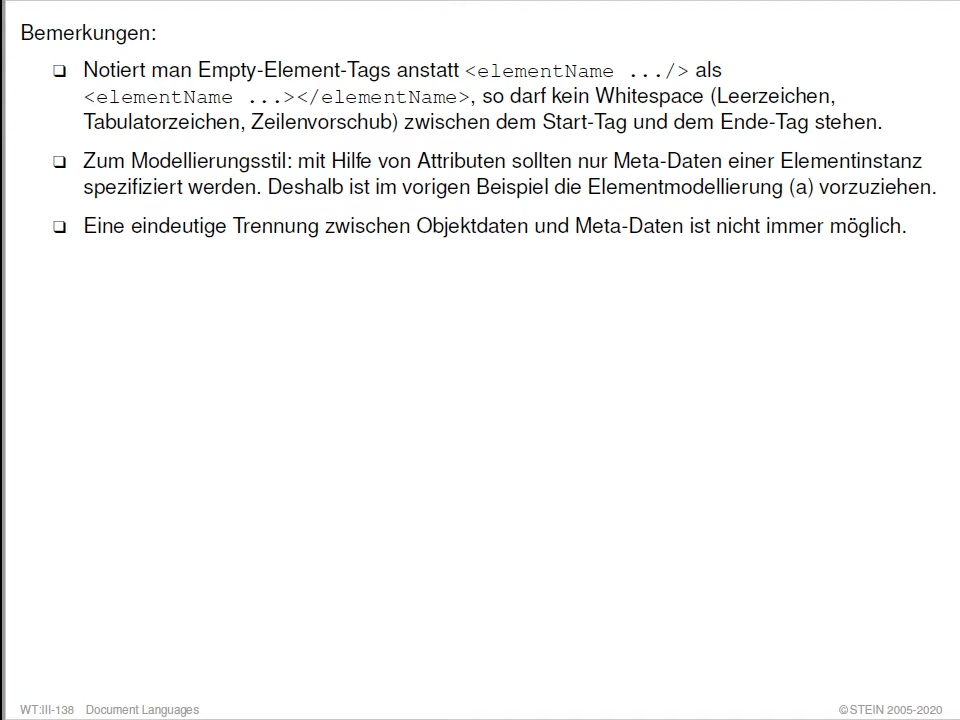 Bemerkungen:
❑ Notiert man Empty-Element-Tags anstatt <elementName .../> als
<elementName ...></elementName>, so darf kein Whitespace (Leerzeichen,
Tabulatorzeichen, Zeilenvorschub) zwischen dem Start-Tag und dem Ende-Tag stehen.
❑ Zum Modellierungsstil: mit Hilfe von Attributen sollten nur Meta-Daten einer Elementinstanz
spezifiziert werden. Deshalb ist im vorigen Beispiel die Elementmodellierung (a) vorzuziehen.
❑ Eine eindeutige Trennung zwischen Objektdaten und Meta-Daten ist nicht immer möglich.
WT:III-138 Document Languages ©STEIN 2005-2020